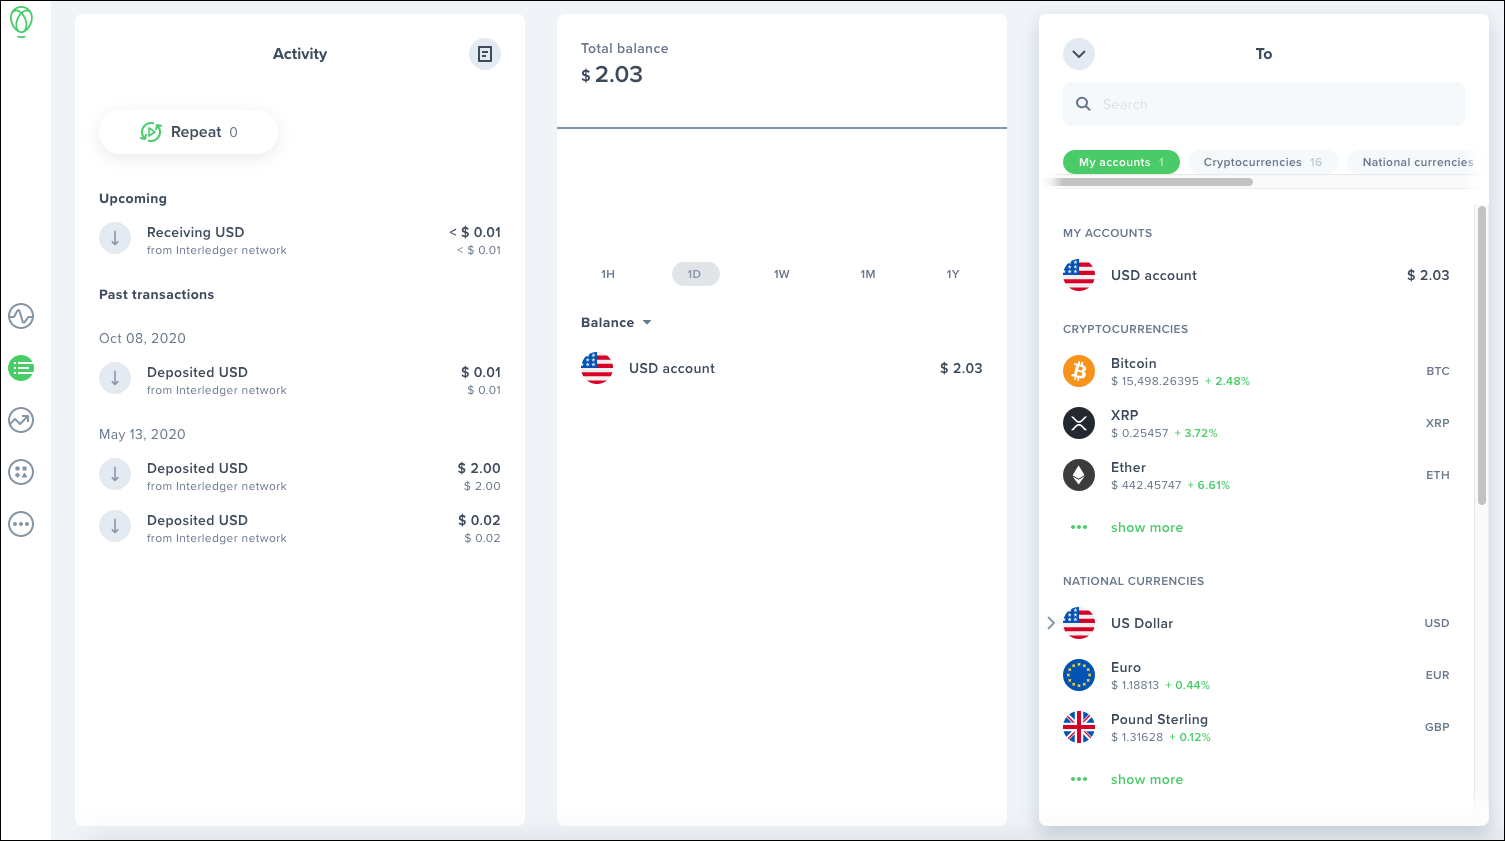 Activity
Repeat 0
Upcoming
Receiving USD < $ 0.01
from Interledger network < $ 0.01
Past transactions
Oct 08, 2020
Deposited USD $ 0.01
from Interledger network $ 0.01
May 13, 2020
Deposited USD $ 2.00
from Interledger network $ 2.00
Deposited USD $ 0.02
from Interledger network $ 0.02
Total balance
$ 2.03
1H 1D 1W 1M 1Y
Balance
USD account $ 2.03
To
Search
My accounts 1 Cryptocurrencies 16 National currencies
MY ACCOUNTS
USD account $ 2.03
CRYPTOCURRENCIES
Bitcoin BTC
$ 15,498.26395 + 2.48%
XRP XRP
$ 0.25457 + 3.72%
Ether ETH
$ 442.45747 + 6.61%
show more
NATIONAL CURRENCIES
US Dollar USD
Euro EUR
$ 1.18813 + 0.44%
Pound Sterling GBP
$ 1.31628 + 0.12%
show more